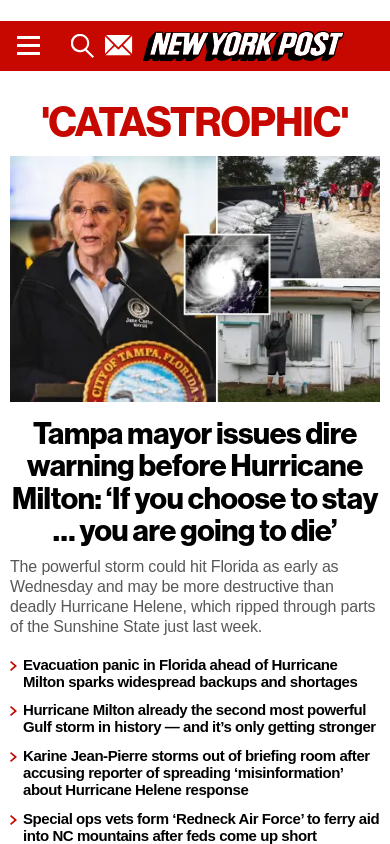 NEW YORK POST
'CATASTROPHIC'
Jane Castor
MAYOR
CITY OF TAMPA, FLORIDA
Tampa mayor issues dire
warning before Hurricane
Milton: ‘If you choose to stay
… you are going to die’
The powerful storm could hit Florida as early as
Wednesday and may be more destructive than
deadly Hurricane Helene, which ripped through parts
of the Sunshine State just last week.
Evacuation panic in Florida ahead of Hurricane
Milton sparks widespread backups and shortages
Hurricane Milton already the second most powerful
Gulf storm in history — and it’s only getting stronger
Karine Jean-Pierre storms out of briefing room after
accusing reporter of spreading ‘misinformation’
about Hurricane Helene response
Special ops vets form ‘Redneck Air Force’ to ferry aid
into NC mountains after feds come up short